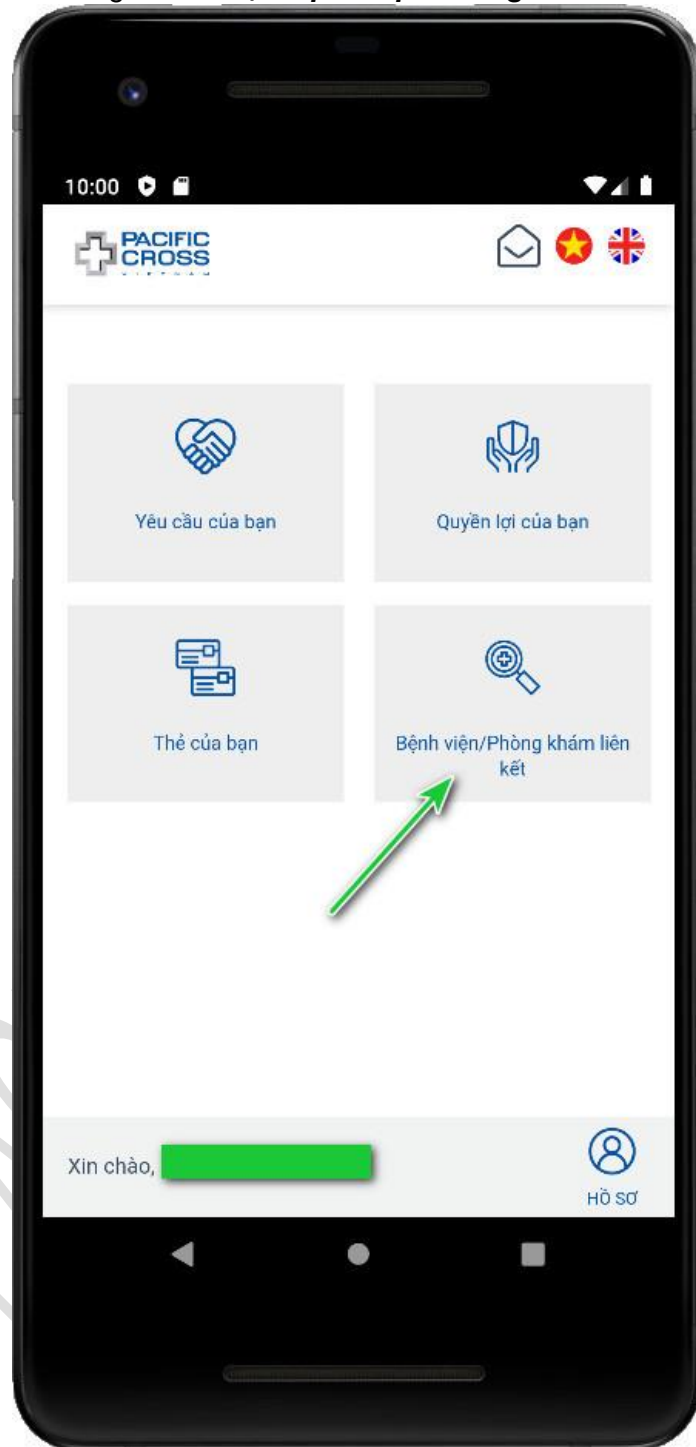 10:00
PACIFIC
CROSS
Yêu cầu của bạn
Quyền lợi của bạn
Thẻ của bạn
Bệnh viện/Phòng khám liên
kết
Xin chào,
HỒ SƠ